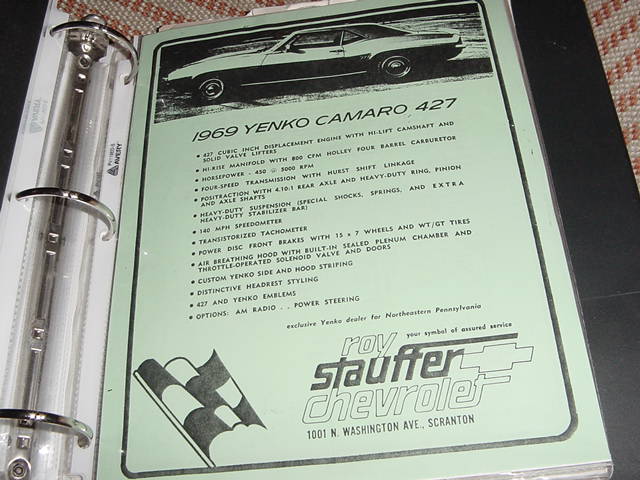 1969 YENKO CAMARO 427
• 427 CUBIC INCH DISPLACEMENT ENGINE WITH HI-LIFT CAMSHAFT AND
SOLID VALVE LIFTERS
• HI-RISE MANIFOLD WITH 800 CFM HOLLEY FOUR BARREL CARBURETOR
• HORSEPOWER - 450 @ 5000 RPM
• FOUR-SPEED TRANSMISSION WITH HURST SHIFT LINKAGE
• POSITRACTION WITH 4.10:1 REAR AXLE AND HEAVY-DUTY RING, PINION
AND AXLE SHAFTS
• HEAVY-DUTY SUSPENSION (SPECIAL SHOCKS, SPRINGS, AND EXTRA
HEAVY-DUTY STABILIZER BAR)
• 140 MPH SPEEDOMETER
• TRANSISTORIZED TACHOMETER
• POWER DISC FRONT BRAKES WITH 15 x 7 WHEELS AND WT/GT TIRES
• AIR BREATHING HOOD WITH BUILT-IN SEALED PLENUM CHAMBER AND
THROTTLE-OPERATED SOLENOID VALVE AND DOORS
• CUSTOM YENKO SIDE AND HOOD STRIPING
• DISTINCTIVE HEADREST STYLING
• 427 AND YENKO EMBLEMS
• OPTIONS: AM RADIO . . POWER STEERING
exclusive Yenko dealer for Northeastern Pennsylvania
your symbol of assured service
roy
stauffer
chevrolet
1001 N. WASHINGTON AVE., SCRANTON
AVERY